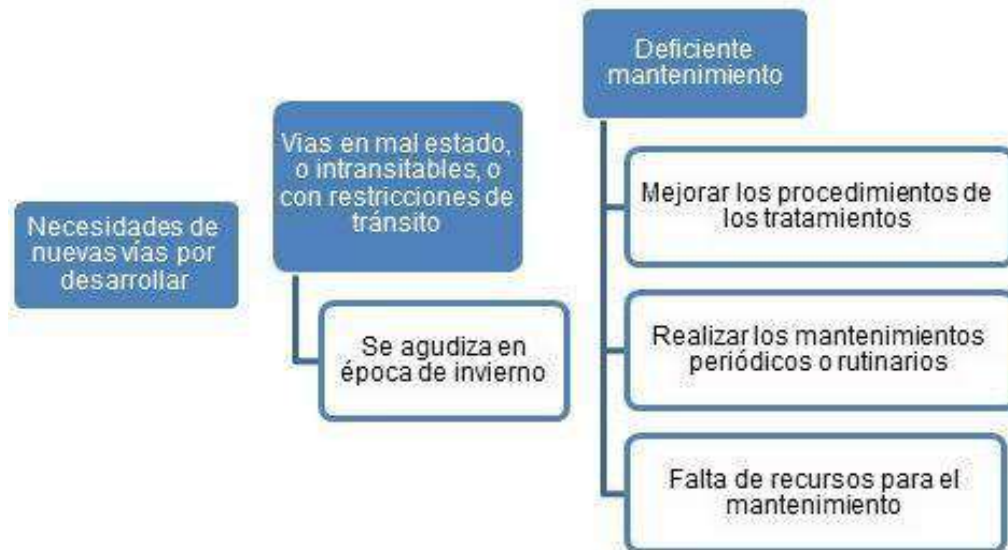 Necesidades de
nuevas vías por
desarrollar
Vias en mal estado,
o intransitables, o
con restricciones de
tránsito
Se agudiza en
época de invierno
Deficiente
mantenimiento
Mejorar los procedimientos de
los tratamientos
Realizar los mantenimientos
periódicos o rutinarios
Falta de recursos para el
mantenimiento